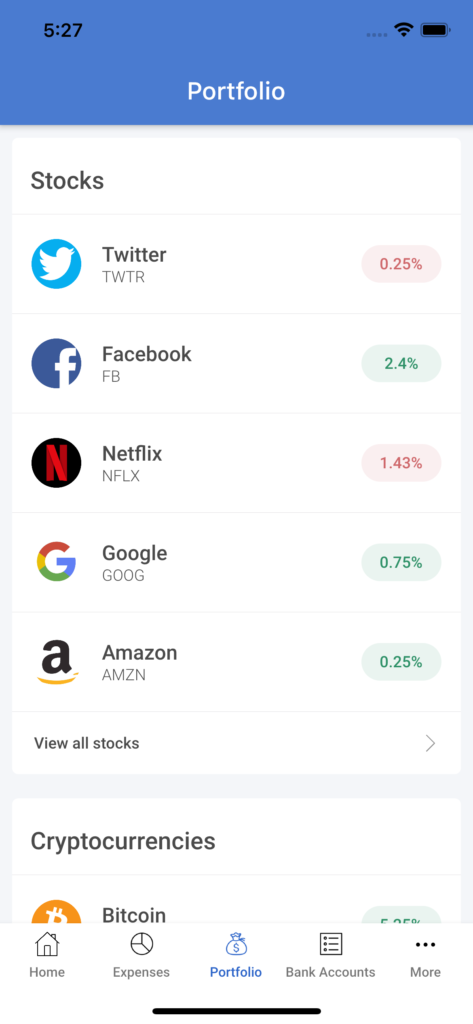 5:27
Portfolio
Stocks
Twitter
TWTR
0.25%
Facebook
FB
2.4%
Netflix
NFLX
1.43%
Google
GOOG
0.75%
Amazon
AMZN
0.25%
View all stocks
Cryptocurrencies
Bitcoin
Home
Expenses
Portfolio
Bank Accounts
More